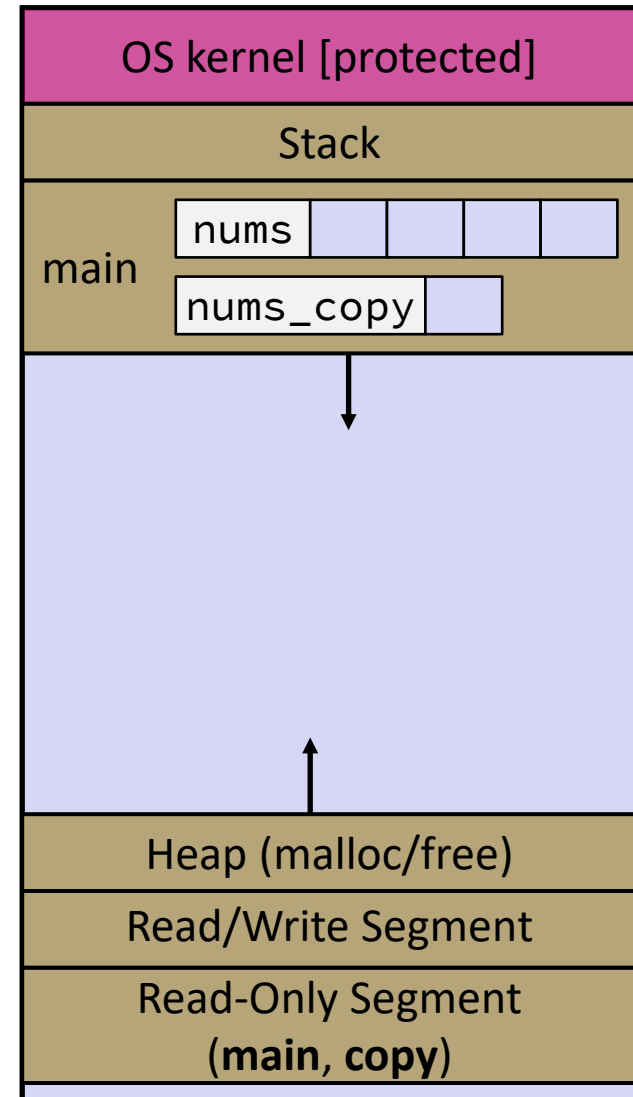 OS kernel [protected]
Stack
main
nums
nums_copy
Heap (malloc/free)
Read/Write Segment
Read-Only Segment
(main, copy)